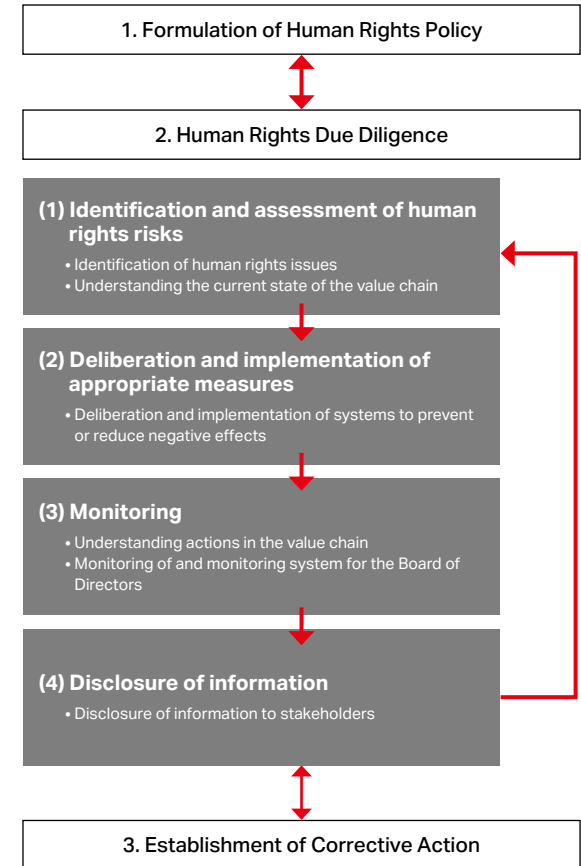 1. Formulation of Human Rights Policy
2. Human Rights Due Diligence
(1) Identification and assessment of human
rights risks
• Identification of human rights issues
• Understanding the current state of the value chain
(2) Deliberation and implementation of
appropriate measures
• Deliberation and implementation of systems to prevent
or reduce negative effects
(3) Monitoring
• Understanding actions in the value chain
• Monitoring of and monitoring system for the Board of
Directors
(4) Disclosure of information
• Disclosure of information to stakeholders
3. Establishment of Corrective Action